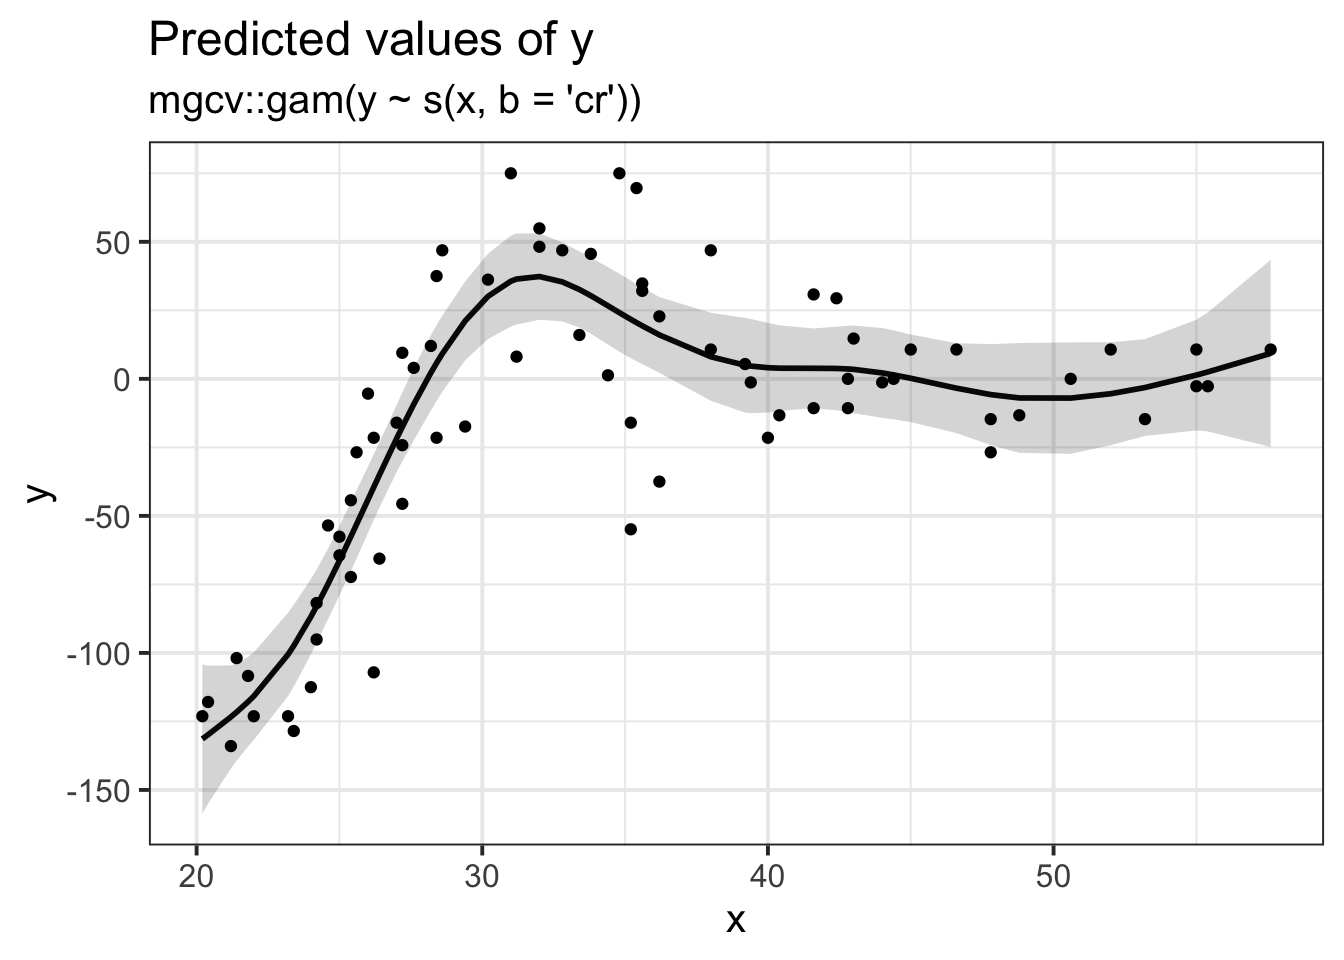 Predicted values of y
mgcv::gam(y ~ s(x, b = 'cr'))
50
0
-50
-100
-150
y
20 30 40 50
x